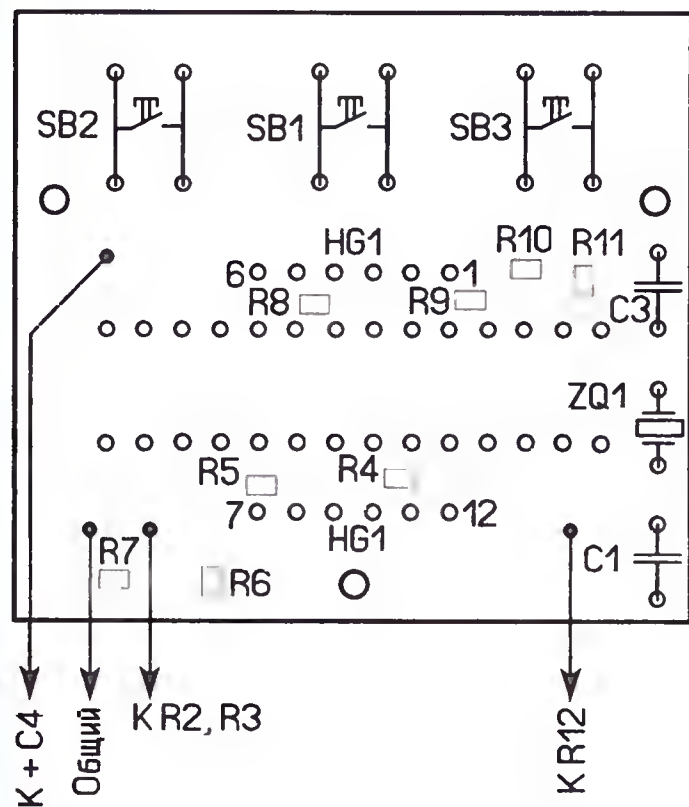 SB2 SB1 SB3
HG1 R10 R11
6 1
R8 R9 C3
ZQ1
R5 R4
7 12
HG1
R7 R6 C1
К + С4
Общий
К R2, R3
К R12